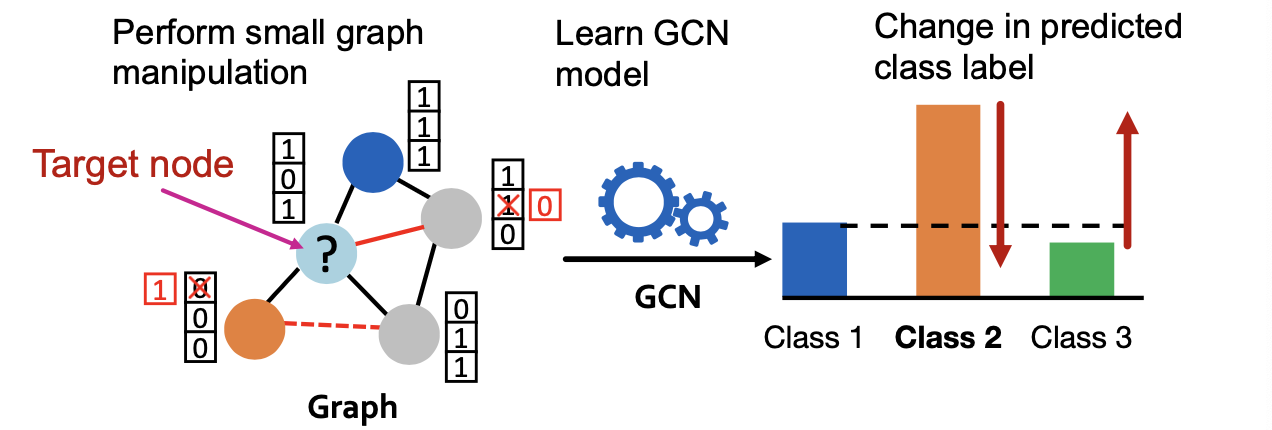 Perform small graph
manipulation
Learn GCN
model
Change in predicted
class label
Target node
1
1
1
1
0
1
1
1 0
0
?
1 0
0
0
0
1
1
Graph
GCN
Class 1 Class 2 Class 3